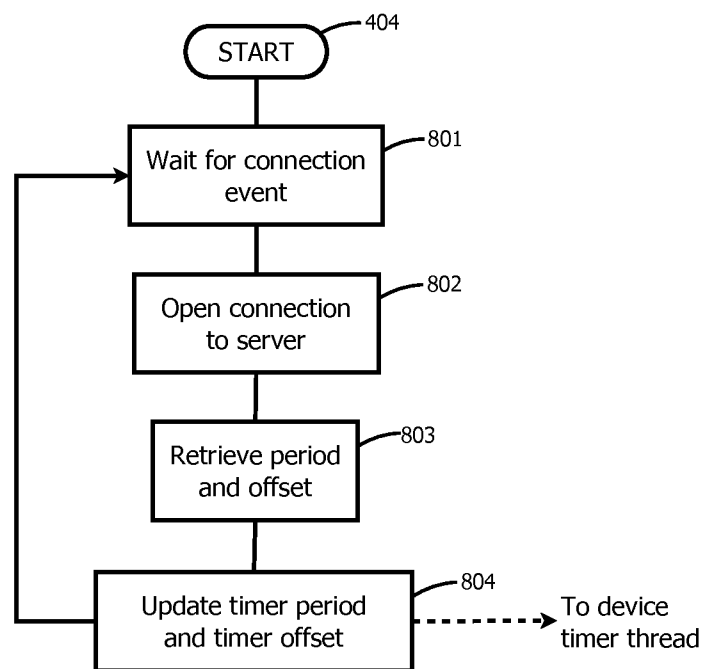 404
START
801
Wait for connection
event
802
Open connection
to server
803
Retrieve period
and offset
804
Update timer period
and timer offset
To device
timer thread